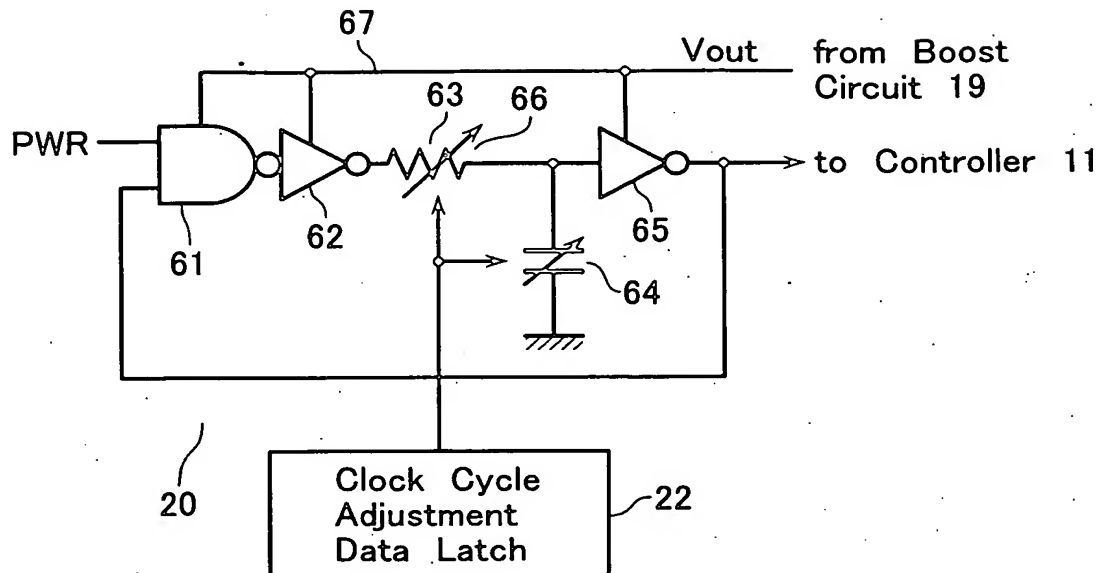 67
Vout from Boost
Circuit 19
63
66
PWR
to Controller 11
61
62
65
64
20
Clock Cycle
Adjustment
Data Latch
22